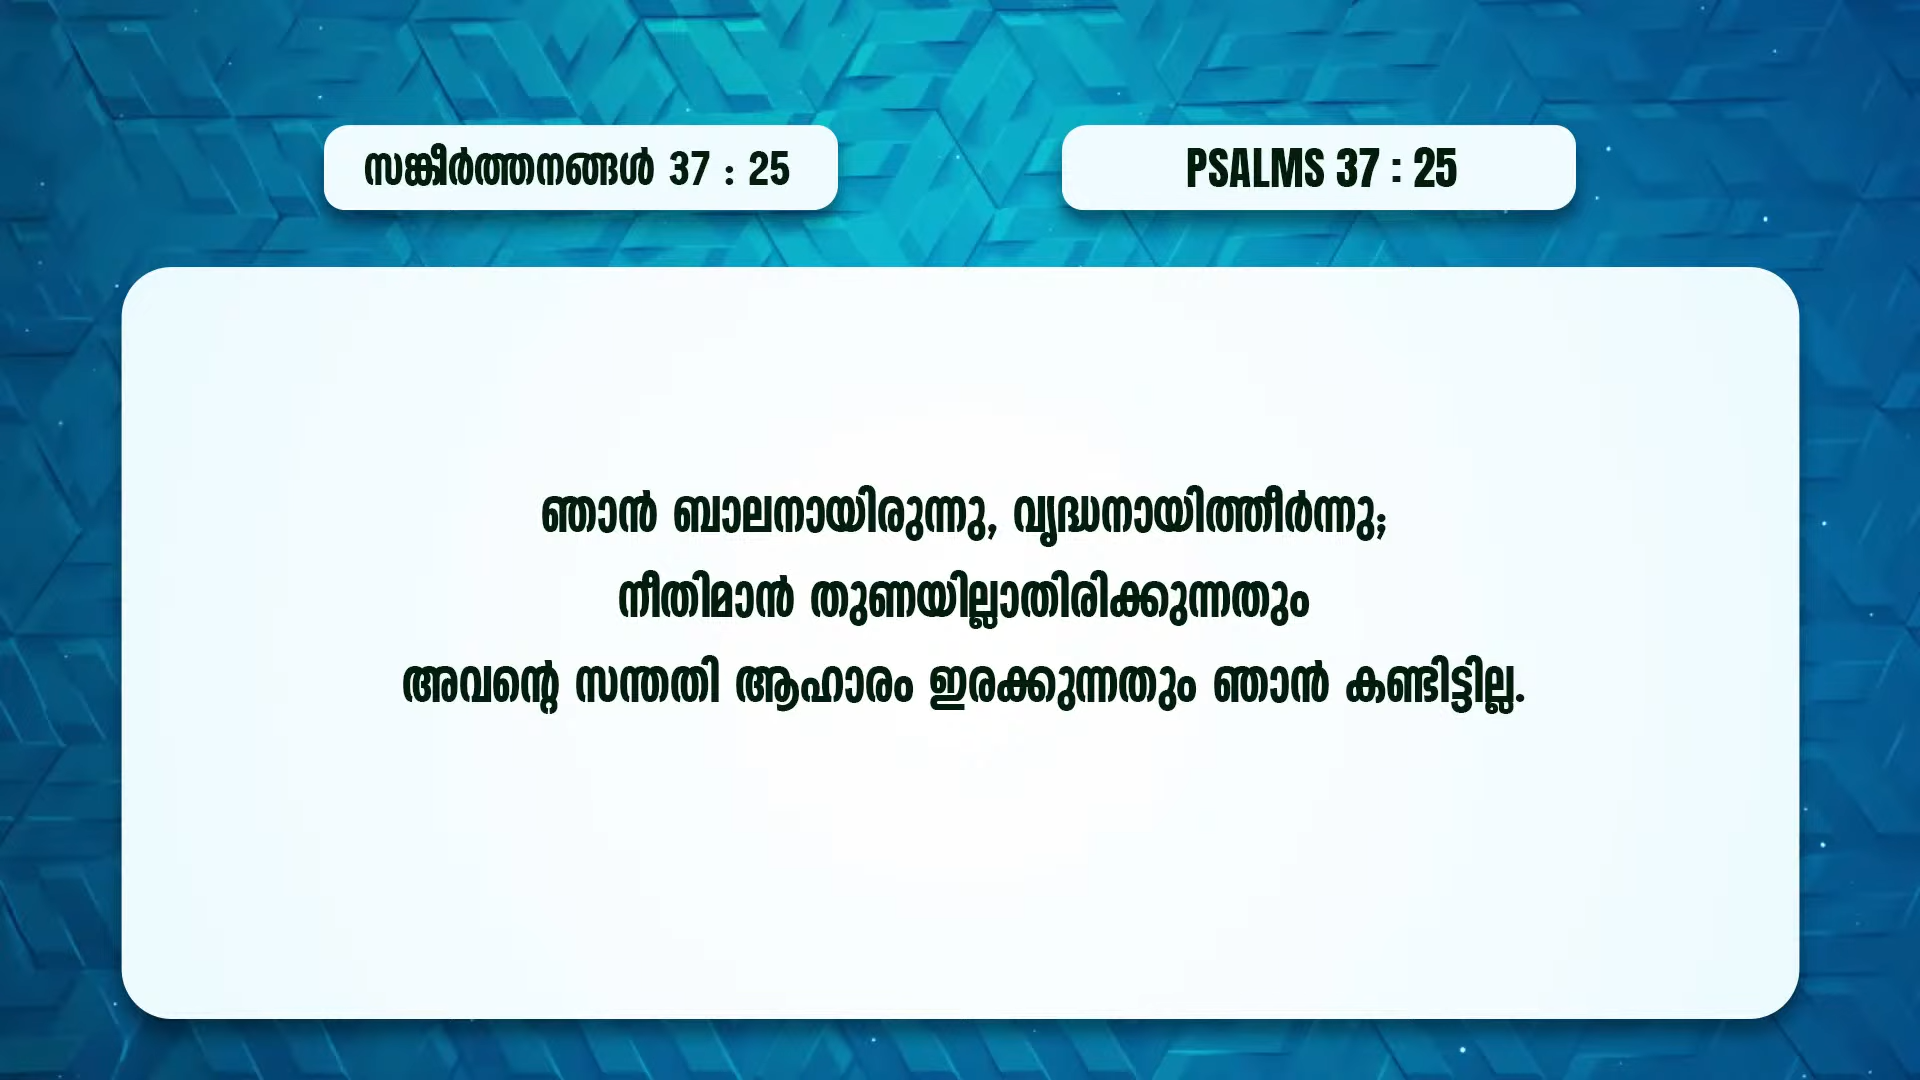 സങ്കീർത്തനങ്ങൾ 37 : 25
PSALMS 37 : 25
ഞാൻ ബാലനായിരുന്നു, വൃദ്ധനായിത്തീർന്നു;
നീതിമാൻ തുണയില്ലാതിരിക്കുന്നതും
അവന്റെ സന്തതി ആഹാരം ഇരക്കുന്നതും ഞാൻ കണ്ടിട്ടില്ല.